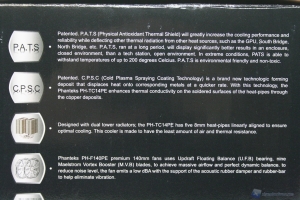 P.A.T.S
Patented, P.A.T.S (Physical Antioxidant Thermal Shield) will greatly increase the cooling performance and
reliability while deflecting other thermal radiation from other heat sources, such as the GPU, South Bridge,
North Bridge, etc. P.A.T.S, ran at a long period, will display significantly better results in an enclosure,
closed environment, than a tech station, open environment. In extreme conditions, PATS is able to
withstand temperatures of up to 200 degrees Celcius. P.A.T.S is environmental friendly and non-toxic.
C.P.S.C
Patented, C.P.S.C (Cold Plasma Spraying Coating Technology) is a brand new technologic forming
deposit that displaces heat onto corresponding metals at a quicker rate. With this technology, the
Phanteks PH-TC14PE enhances thermal conductivity on the soldered surfaces of the heat-pipes through
the copper deposits.
Designed with dual tower radiators; the PH-TC14PE has five 8mm heat-pipes linearly aligned to ensure
optimal cooling. This cooler is made to have the least amount of air and thermal resistance.
Phanteks PH-F140PE premium 140mm fans uses Updraft Floating Balance (U.F.B) bearing, nine
Maelstrom Vortex Booster (M.V.B) blades, to achieve massive airflow and perfect dynamic balance. to
reduce noise level, the fan emits a low dBA with the support of the acoustic rubber damper and rubber-bar
to help eliminate vibration.